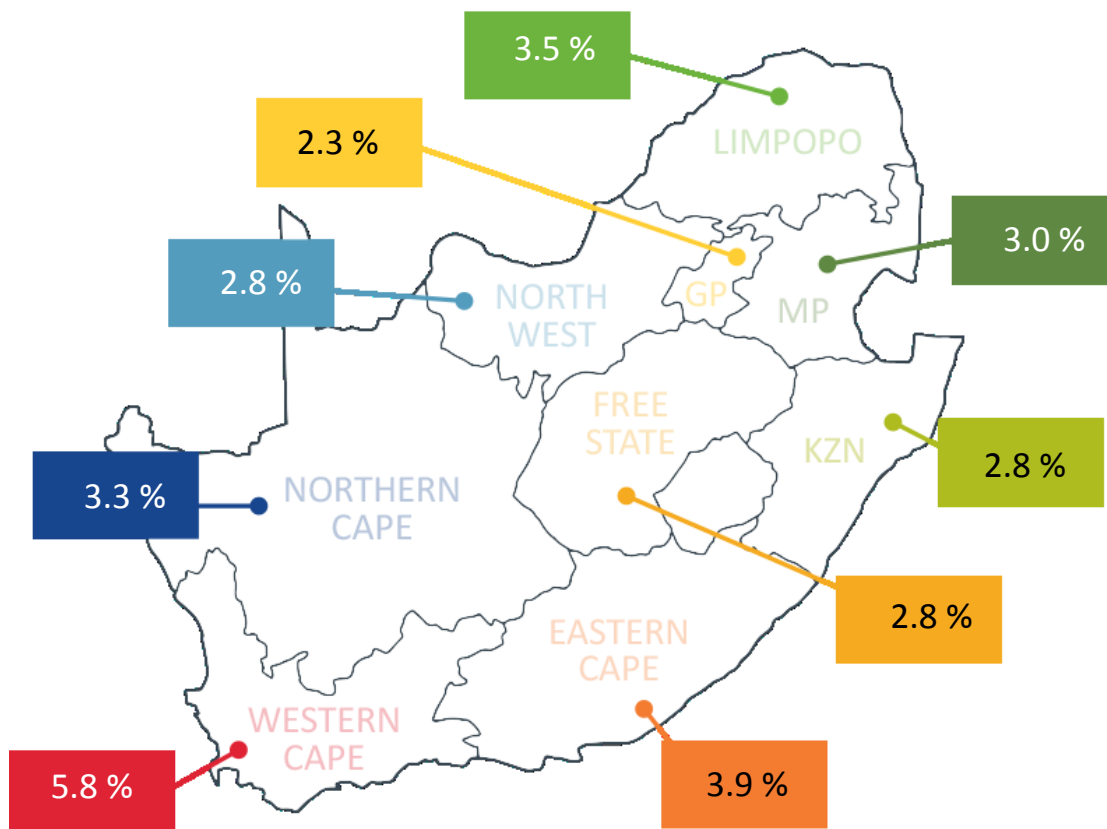 3.5 %
LIMPOPO
2.3 %
3.0 %
2.8 %
NORTH
WEST
GP
MP
FREE
STATE
KZN
2.8 %
3.3 %
NORTHERN
CAPE
2.8 %
EASTERN
CAPE
WESTERN
CAPE
5.8 %
3.9 %